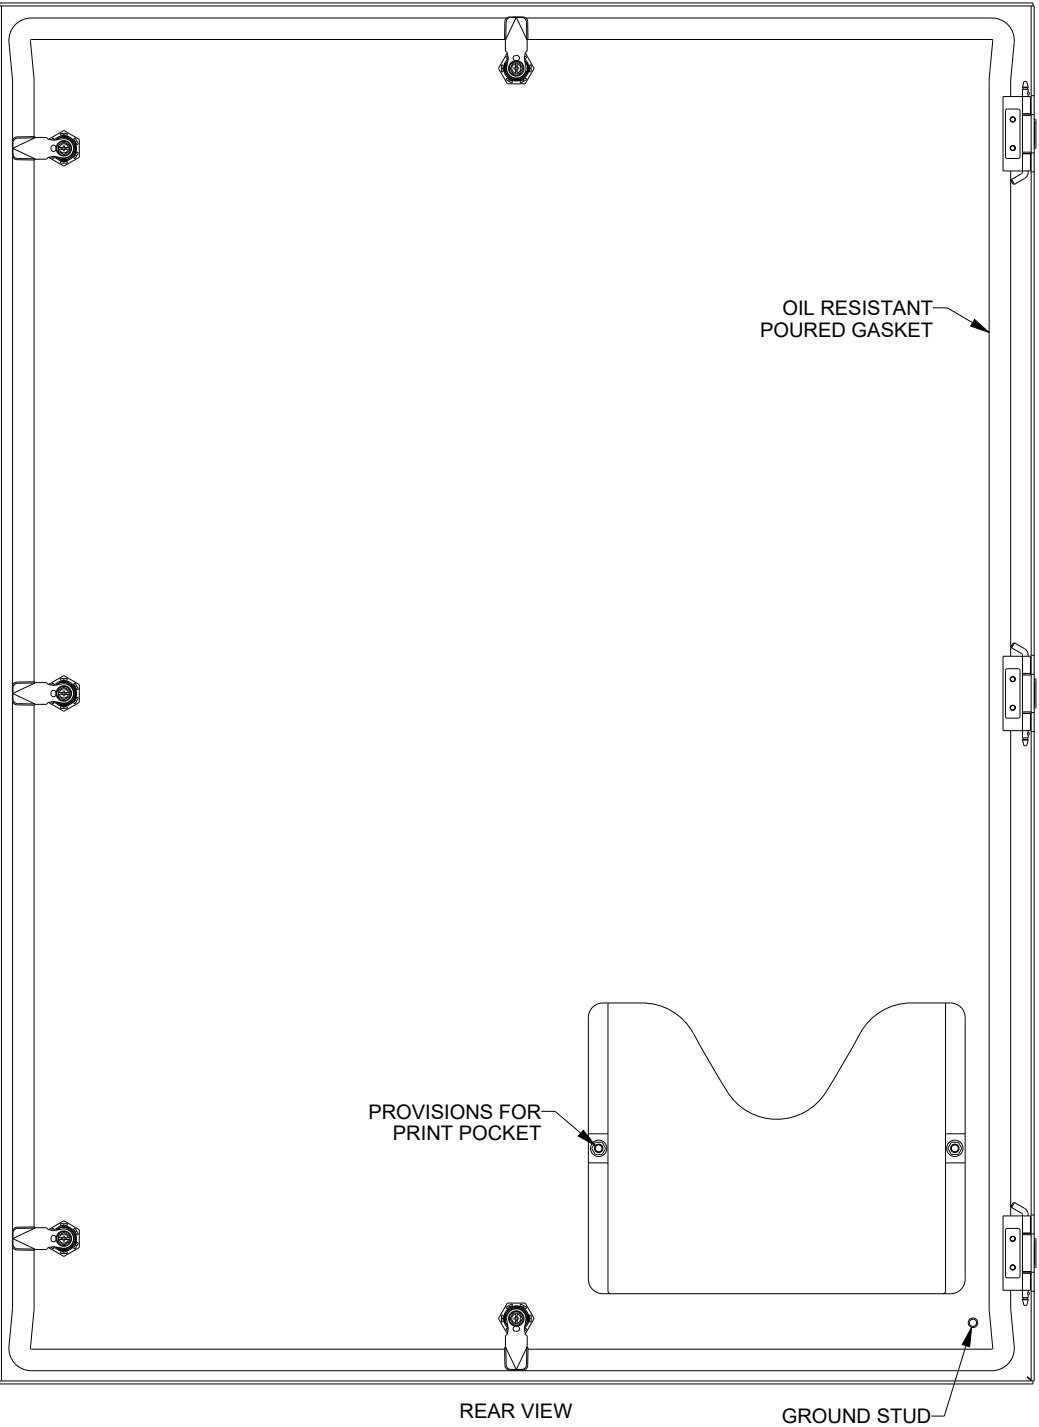 OIL RESISTANT
POURED GASKET
PROVISIONS FOR
PRINT POCKET
REAR VIEW
GROUND STUD